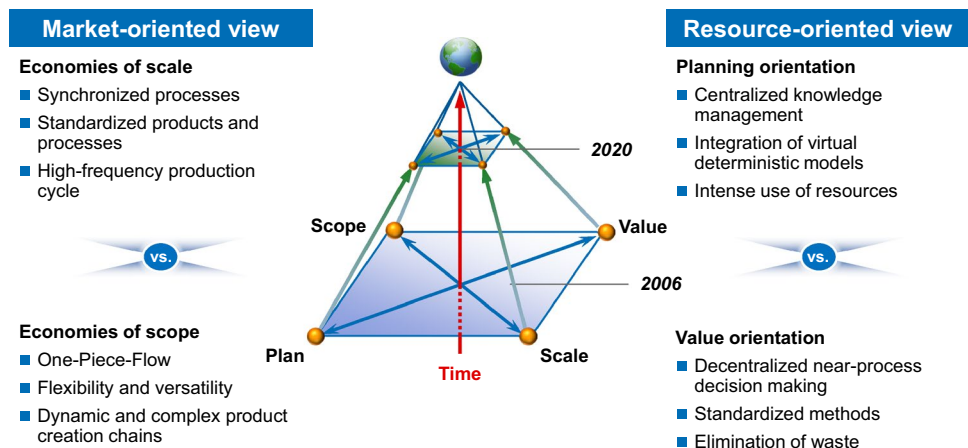 Market-oriented view
Economies of scale
Synchronized processes
Standardized products and
processes
High-frequency production
cycle
vs.
Economies of scope
One-Piece-Flow
Flexibility and versatility
Dynamic and complex product
creation chains
2020
Scope
Value
2006
Plan
Scale
Time
Resource-oriented view
Planning orientation
Centralized knowledge
management
Integration of virtual
deterministic models
Intense use of resources
vs.
Value orientation
Decentralized near-process
decision making
Standardized methods
Elimination of waste